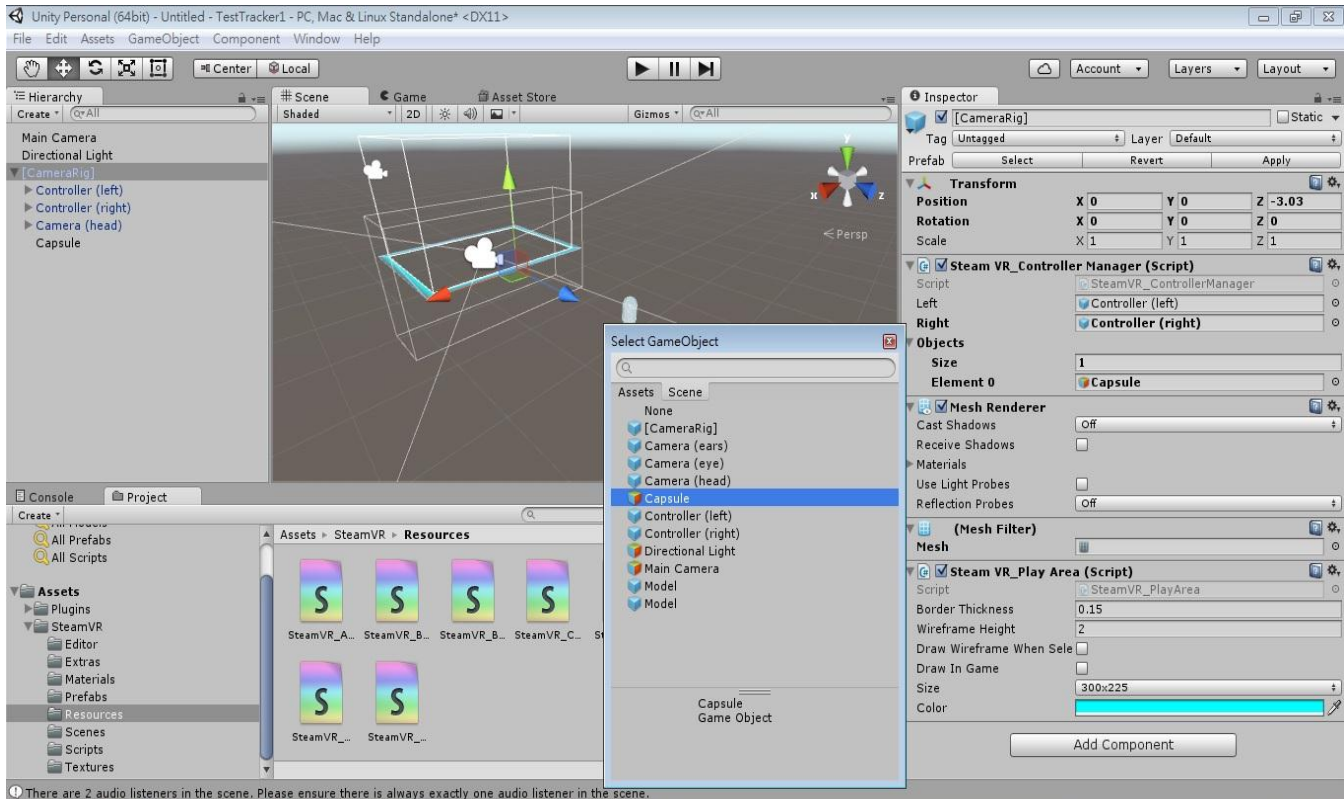 Unity Personal (64bit) - Untitled - TestTracker1 - PC, Mac & Linux Standalone* <DX11>
File Edit Assets GameObject Component Window Help
Center Local Account Layers Layout
Hierarchy
Create All
Main Camera
Directional Light
[CameraRig]
Controller (left)
Controller (right)
Camera (head)
Capsule
Scene Game Asset Store
Shaded 2D Gizmos All
y
x
z
Persp
Inspector
[CameraRig] Static
Tag Untagged Layer Default
Prefab Select Revert Apply
Transform
Position X 0 Y 0 Z -3.03
Rotation X 0 Y 0 Z 0
Scale X 1 Y 1 Z 1
Steam VR_Controller Manager (Script)
Script SteamVR_ControllerManager
Left Controller (left)
Right Controller (right)
Objects
Size 1
Element 0 Capsule
Mesh Renderer
Cast Shadows Off
Receive Shadows
Materials
Use Light Probes
Reflection Probes Off
(Mesh Filter)
Mesh
Steam VR_Play Area (Script)
Script SteamVR_PlayArea
Border Thickness 0.15
Wireframe Height 2
Draw Wireframe When Sele
Draw In Game
Size 300x225
Color
Add Component
Select GameObject
Assets Scene
None
[CameraRig]
Camera (ears)
Camera (eye)
Camera (head)
Capsule
Controller (left)
Controller (right)
Directional Light
Main Camera
Model
Model
Capsule
Game Object
Console Project
Create
All Prefabs
All Scripts
Assets
Plugins
SteamVR
Editor
Extras
Materials
Prefabs
Resources
Scenes
Scripts
Textures
Assets SteamVR Resources
SteamVR_A... SteamVR_B... SteamVR_B... SteamVR_C...
SteamVR_... SteamVR_...
There are 2 audio listeners in the scene. Please ensure there is always exactly one audio listener in the scene.